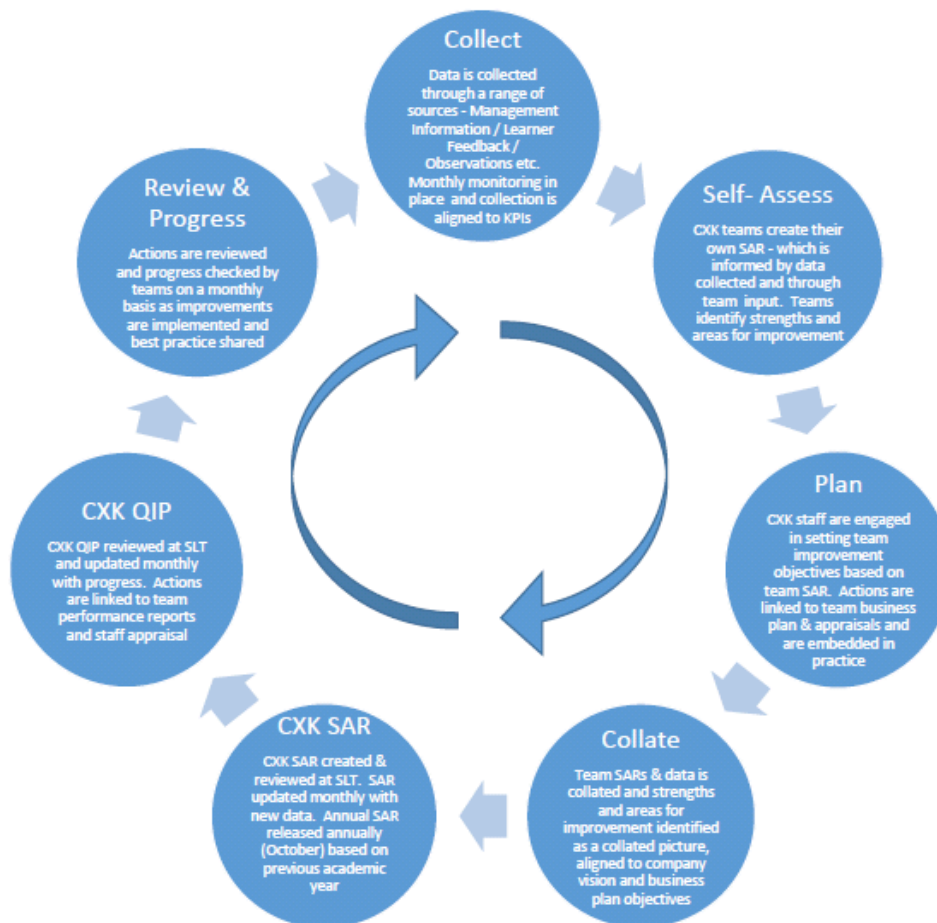 Collect
Data is collected
through a range of
sources - Management
Information / Learner
Feedback /
Observations etc.
Monthly monitoring in
place and collection is
aligned to KPIs
Self- Assess
CXK teams create their
own SAR - which is
informed by data
collected and through
team input. Teams
identify strengths and
areas for improvement
Plan
CXK staff are engaged
in setting team
improvement
objectives based on
team SAR. Actions are
linked to team business
plan & appraisals and
are embedded in
practice
Collate
Team SARs & data is
collated and strengths
and areas for
improvement identified
as a collated picture,
aligned to company
vision and business
plan objectives
CXK SAR
CXK SAR created &
reviewed at SLT. SAR
updated monthly with
new data. Annual SAR
released annually
(October) based on
previous academic
year
CXK QIP
CXK QIP reviewed at SLT
and updated monthly
with progress. Actions
are linked to team
performance reports
and staff appraisal
Review &
Progress
Actions are reviewed
and progress checked by
teams on a monthly
basis as improvements
are implemented and
best practice shared